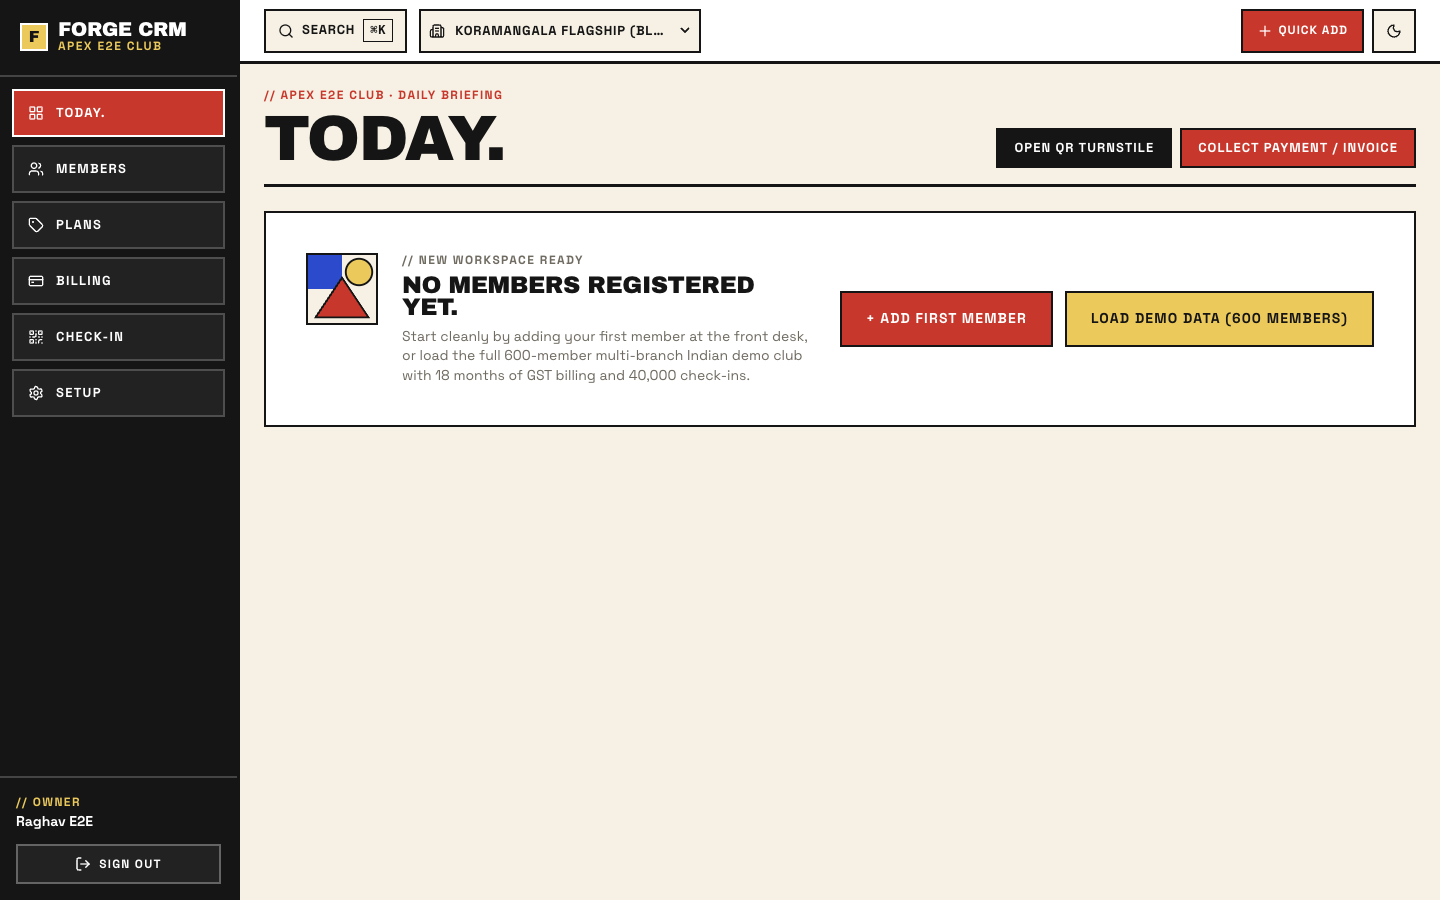 F
FORGE CRM
APEX E2E CLUB
SEARCH ⌘K
KORAMANGALA FLAGSHIP (BL...
QUICK ADD
TODAY.
MEMBERS
PLANS
BILLING
CHECK-IN
SETUP
// APEX E2E CLUB · DAILY BRIEFING
TODAY.
OPEN QR TURNSTILE
COLLECT PAYMENT / INVOICE
// NEW WORKSPACE READY
NO MEMBERS REGISTERED
YET.
Start cleanly by adding your first member at the front desk,
or load the full 600-member multi-branch Indian demo club
with 18 months of GST billing and 40,000 check-ins.
+ ADD FIRST MEMBER
LOAD DEMO DATA (600 MEMBERS)
// OWNER
Raghav E2E
SIGN OUT